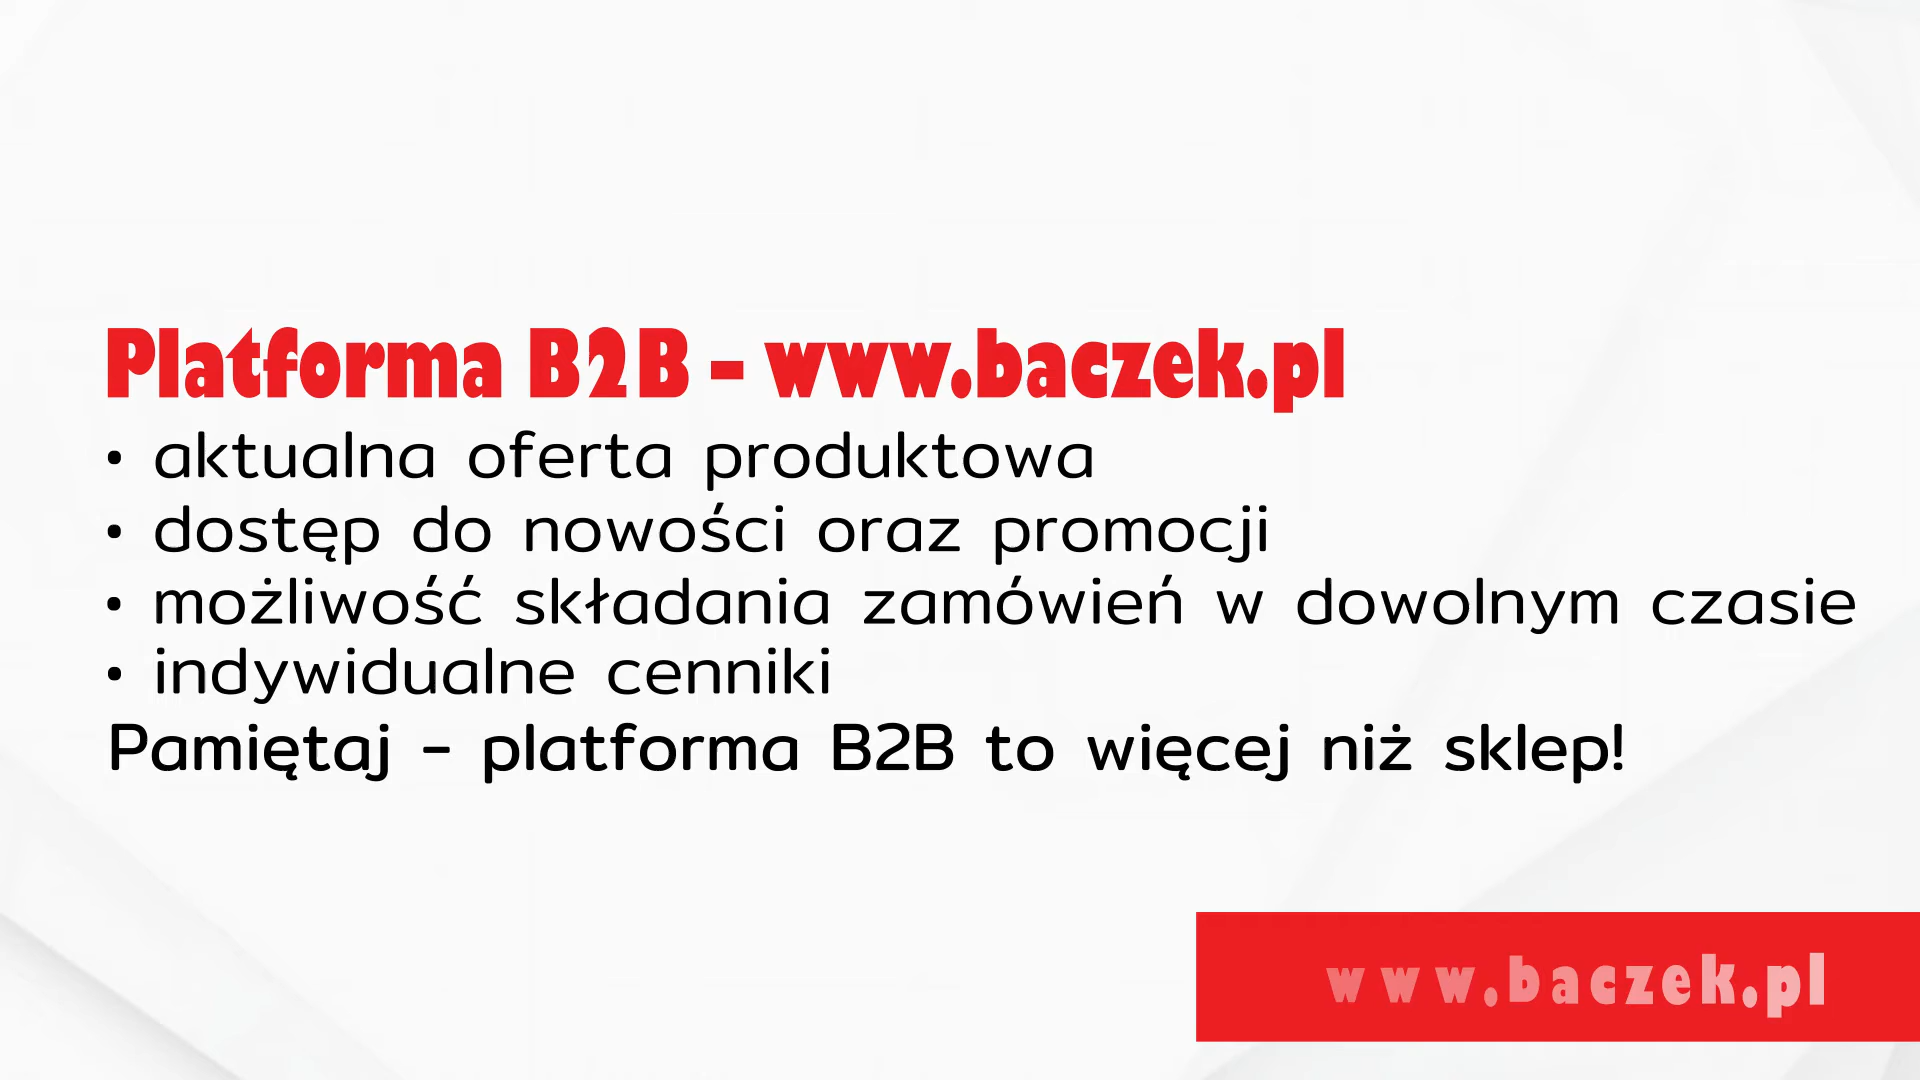 Platforma B2B - www.baczek.pl
• aktualna oferta produktowa
• dostęp do nowości oraz promocji
• możliwość składania zamówień w dowolnym czasie
• indywidualne cenniki
Pamiętaj - platforma B2B to więcej niż sklep!
www.baczek.pl